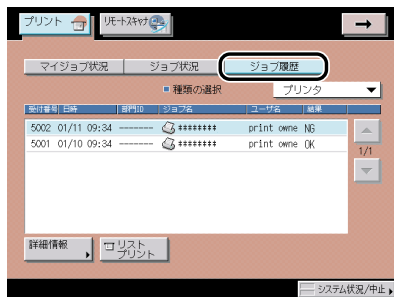 プリント リモートスキャナ
マイジョブ状況 ジョブ状況 ジョブ履歴
種類の選択 プリンタ
受付番号 日時 部門ID ジョブ名 ユーザ名 結果
5002 01/11 09:34 ------- ******** print owne NG
5001 01/10 09:34 ------- ******** print owne OK
1/1
詳細情報 リスト
プリント
システム状況/中止